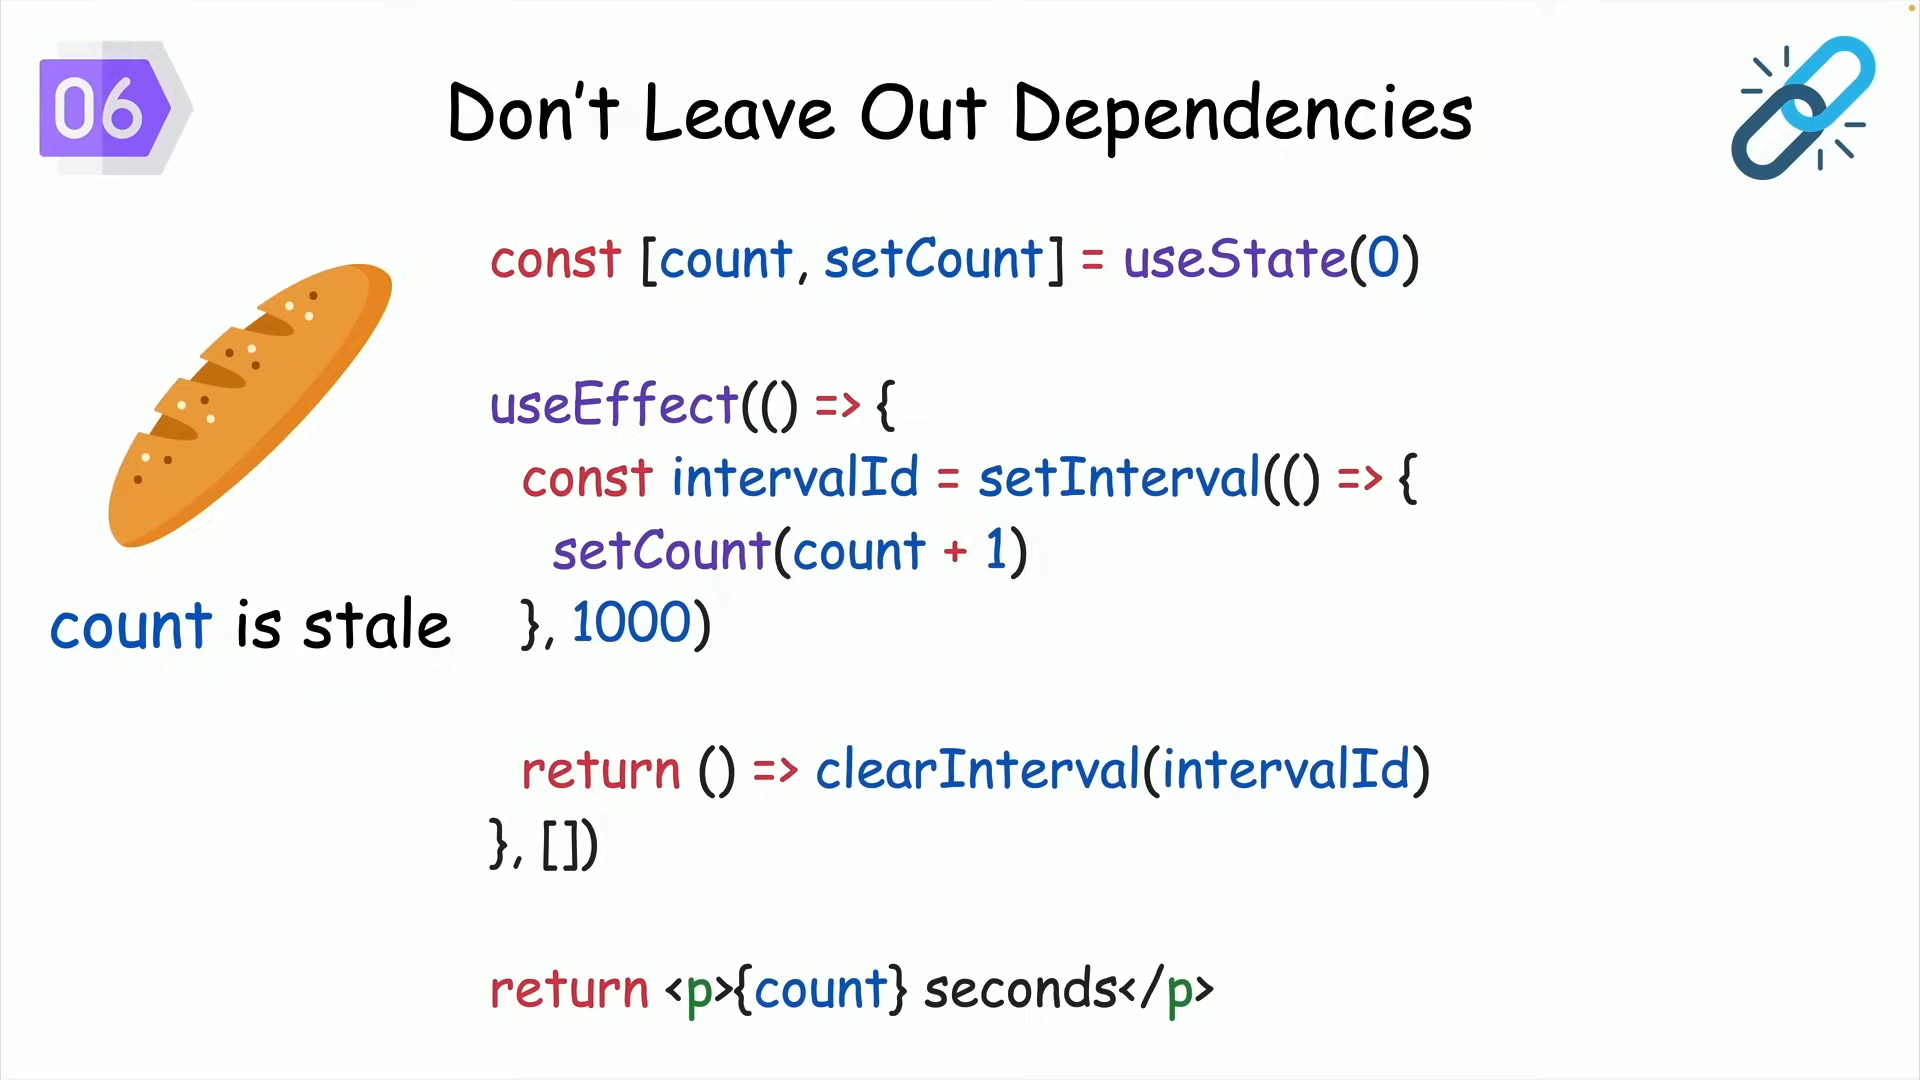 06
Don’t Leave Out Dependencies
const [count, setCount] = useState(0)
useEffect(() => {
const intervalId = setInterval(() => {
setCount(count + 1)
}, 1000)
count is stale
return () => clearInterval(intervalId)
}, [])
return <p>{count} seconds</p>